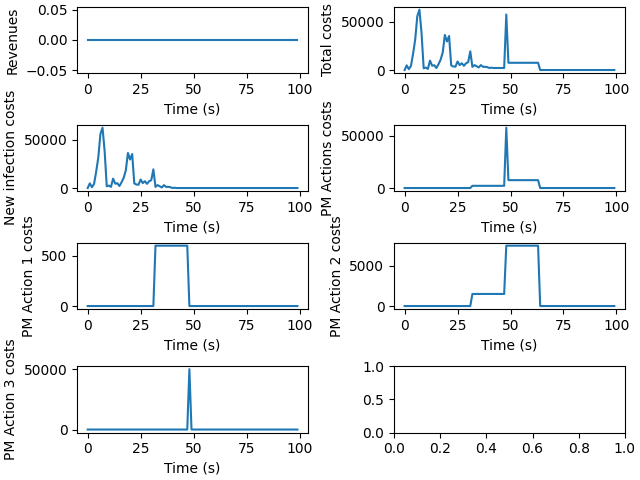 Revenues
0.05
0.00
−0.05
0 25 50 75 100
Time (s)
Total costs
50000
0
0 25 50 75 100
Time (s)
New infection costs
50000
0
0 25 50 75 100
Time (s)
PM Actions costs
50000
0
0 25 50 75 100
Time (s)
PM Action 1 costs
500
0
0 25 50 75 100
Time (s)
PM Action 2 costs
5000
0
0 25 50 75 100
Time (s)
PM Action 3 costs
50000
0
0 25 50 75 100
Time (s)
1.0
0.5
0.0
0.0 0.2 0.4 0.6 0.8 1.0